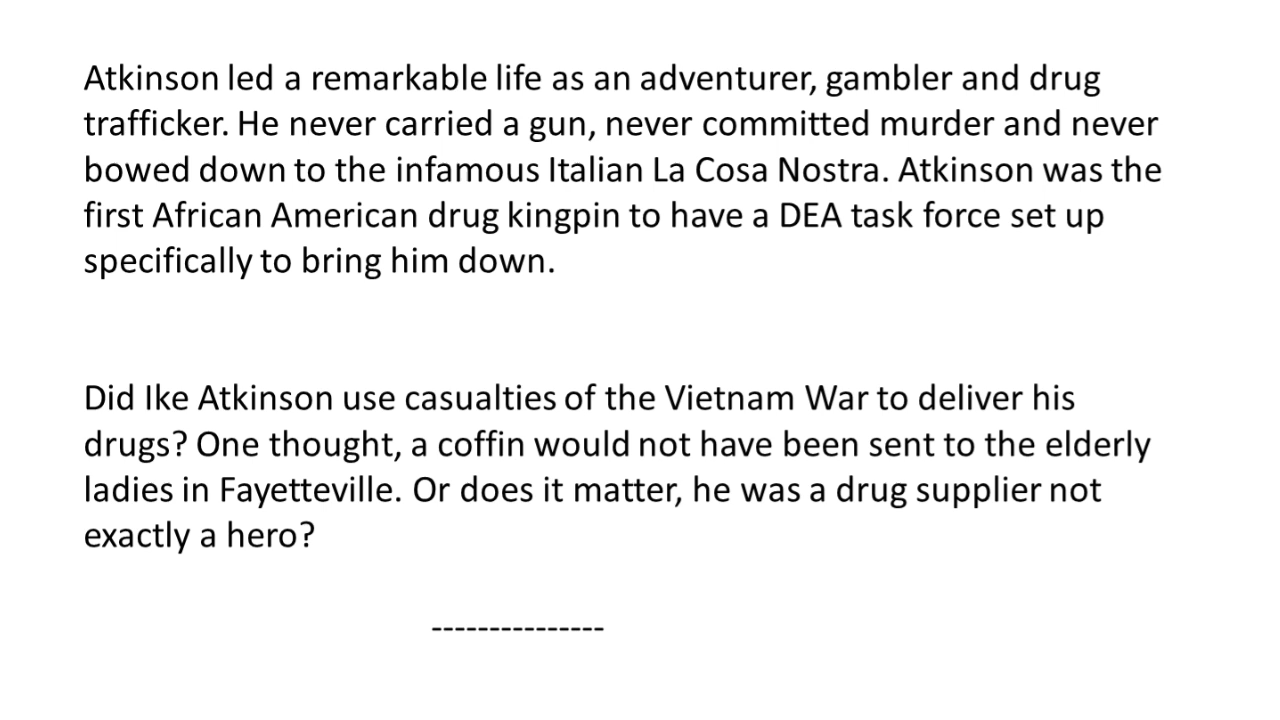 Atkinson led a remarkable life as an adventurer, gambler and drug
trafficker. He never carried a gun, never committed murder and never
bowed down to the infamous Italian La Cosa Nostra. Atkinson was the
first African American drug kingpin to have a DEA task force set up
specifically to bring him down.
Did Ike Atkinson use casualties of the Vietnam War to deliver his
drugs? One thought, a coffin would not have been sent to the elderly
ladies in Fayetteville. Or does it matter, he was a drug supplier not
exactly a hero?
---------------